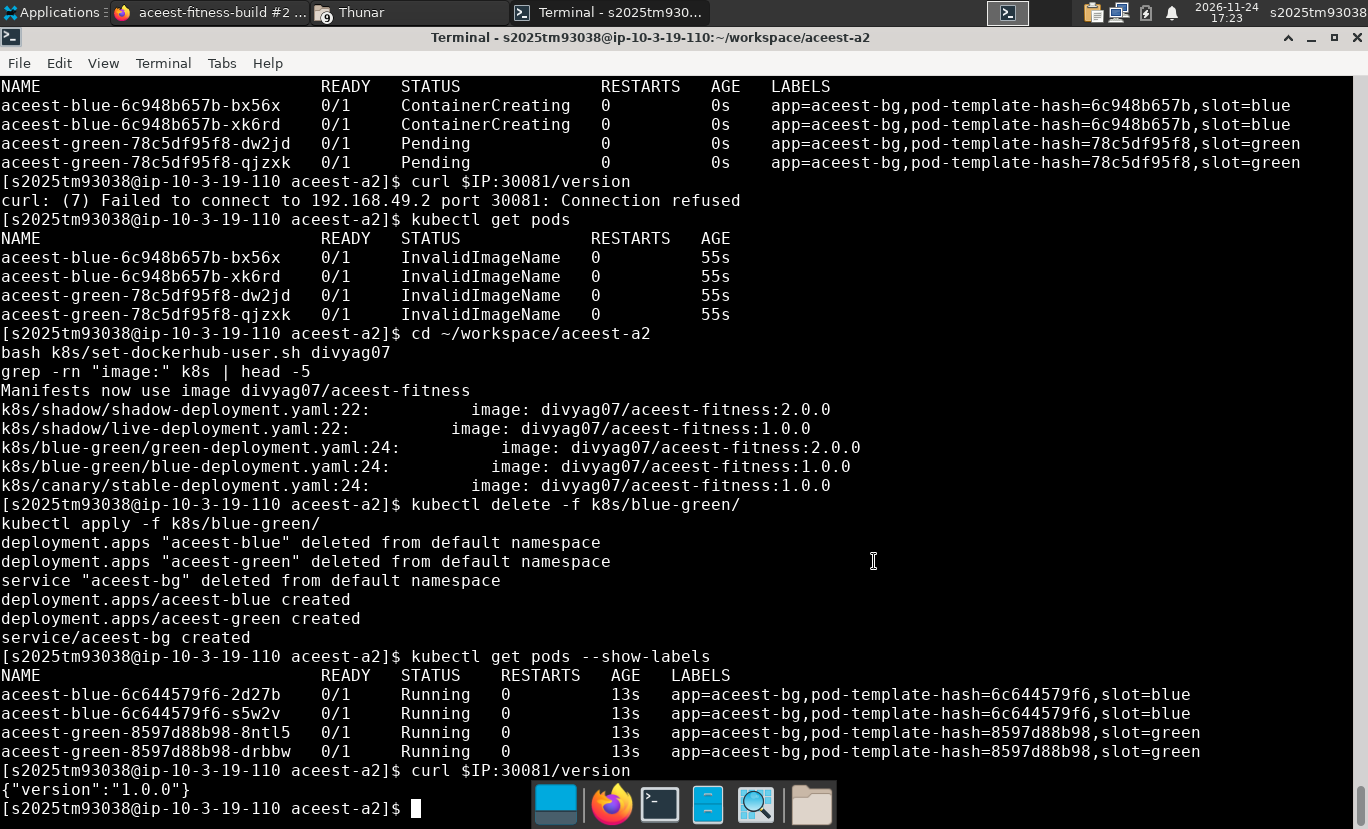 Applications
aceest-fitness-build #2 ...
9
Thunar
Terminal - s2025tm930...
2026-11-24
17:23
s2025tm93038
Terminal - s2025tm93038@ip-10-3-19-110:~/workspace/aceest-a2
File Edit View Terminal Tabs Help
NAME READY STATUS RESTARTS AGE LABELS
aceest-blue-6c948b657b-bx56x 0/1 ContainerCreating 0 0s app=aceest-bg,pod-template-hash=6c948b657b,slot=blue
aceest-blue-6c948b657b-xk6rd 0/1 ContainerCreating 0 0s app=aceest-bg,pod-template-hash=6c948b657b,slot=blue
aceest-green-78c5df95f8-dw2jd 0/1 Pending 0 0s app=aceest-bg,pod-template-hash=78c5df95f8,slot=green
aceest-green-78c5df95f8-qjzxk 0/1 Pending 0 0s app=aceest-bg,pod-template-hash=78c5df95f8,slot=green
[s2025tm93038@ip-10-3-19-110 aceest-a2]$ curl $IP:30081/version
curl: (7) Failed to connect to 192.168.49.2 port 30081: Connection refused
[s2025tm93038@ip-10-3-19-110 aceest-a2]$ kubectl get pods
NAME READY STATUS RESTARTS AGE
aceest-blue-6c948b657b-bx56x 0/1 InvalidImageName 0 55s
aceest-blue-6c948b657b-xk6rd 0/1 InvalidImageName 0 55s
aceest-green-78c5df95f8-dw2jd 0/1 InvalidImageName 0 55s
aceest-green-78c5df95f8-qjzxk 0/1 InvalidImageName 0 55s
[s2025tm93038@ip-10-3-19-110 aceest-a2]$ cd ~/workspace/aceest-a2
bash k8s/set-dockerhub-user.sh divyag07
grep -rn "image:" k8s | head -5
Manifests now use image divyag07/aceest-fitness
k8s/shadow/shadow-deployment.yaml:22: image: divyag07/aceest-fitness:2.0.0
k8s/shadow/live-deployment.yaml:22: image: divyag07/aceest-fitness:1.0.0
k8s/blue-green/green-deployment.yaml:24: image: divyag07/aceest-fitness:2.0.0
k8s/blue-green/blue-deployment.yaml:24: image: divyag07/aceest-fitness:1.0.0
k8s/canary/stable-deployment.yaml:24: image: divyag07/aceest-fitness:1.0.0
[s2025tm93038@ip-10-3-19-110 aceest-a2]$ kubectl delete -f k8s/blue-green/
kubectl apply -f k8s/blue-green/
deployment.apps "aceest-blue" deleted from default namespace
deployment.apps "aceest-green" deleted from default namespace
service "aceest-bg" deleted from default namespace
deployment.apps/aceest-blue created
deployment.apps/aceest-green created
service/aceest-bg created
[s2025tm93038@ip-10-3-19-110 aceest-a2]$ kubectl get pods --show-labels
NAME READY STATUS RESTARTS AGE LABELS
aceest-blue-6c644579f6-2d27b 0/1 Running 0 13s app=aceest-bg,pod-template-hash=6c644579f6,slot=blue
aceest-blue-6c644579f6-s5w2v 0/1 Running 0 13s app=aceest-bg,pod-template-hash=6c644579f6,slot=blue
aceest-green-8597d88b98-8ntl5 0/1 Running 0 13s app=aceest-bg,pod-template-hash=8597d88b98,slot=green
aceest-green-8597d88b98-drbbw 0/1 Running 0 13s app=aceest-bg,pod-template-hash=8597d88b98,slot=green
[s2025tm93038@ip-10-3-19-110 aceest-a2]$ curl $IP:30081/version
{"version":"1.0.0"}
[s2025tm93038@ip-10-3-19-110 aceest-a2]$